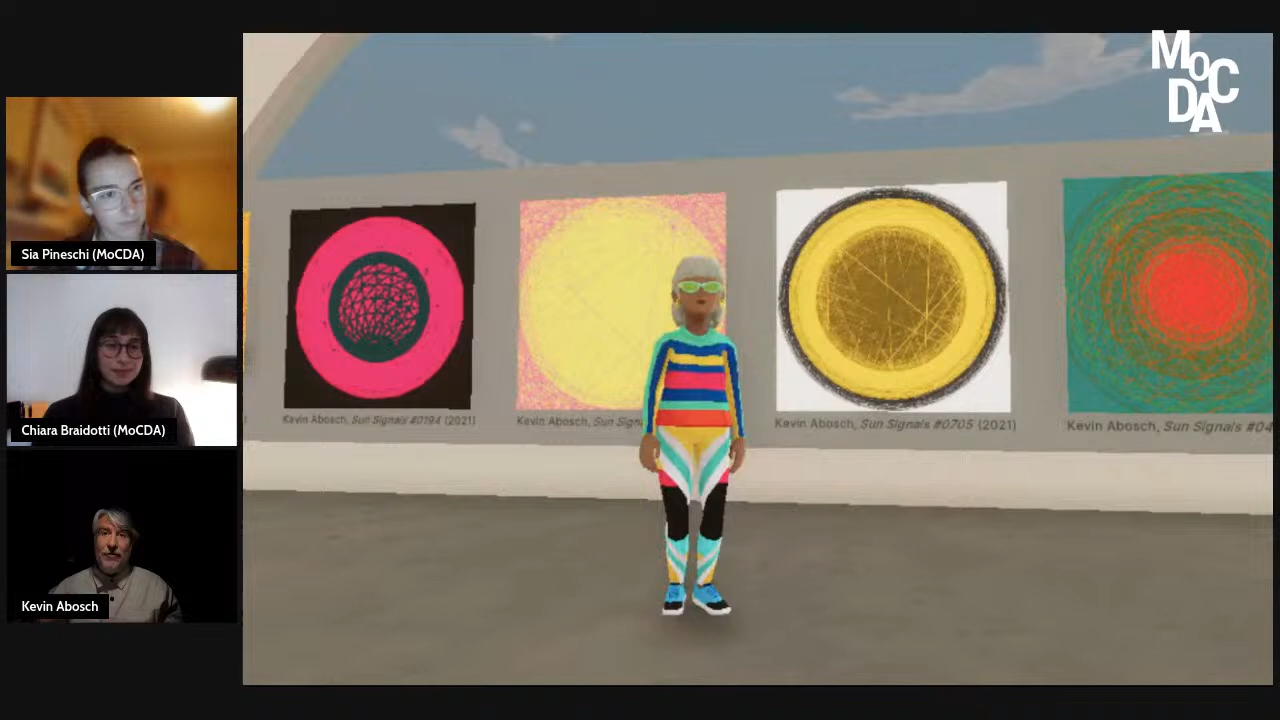 MoCDA
Sia Pineschi (MoCDA)
Chiara Braidotti (MoCDA)
Kevin Abosch
Kevin Abosch, Sun Signals #0194 (2021)
Kevin Abosch, Sun Signa
Kevin Abosch, Sun Signals #0705 (2021)
Kevin Abosch, Sun Signals #04